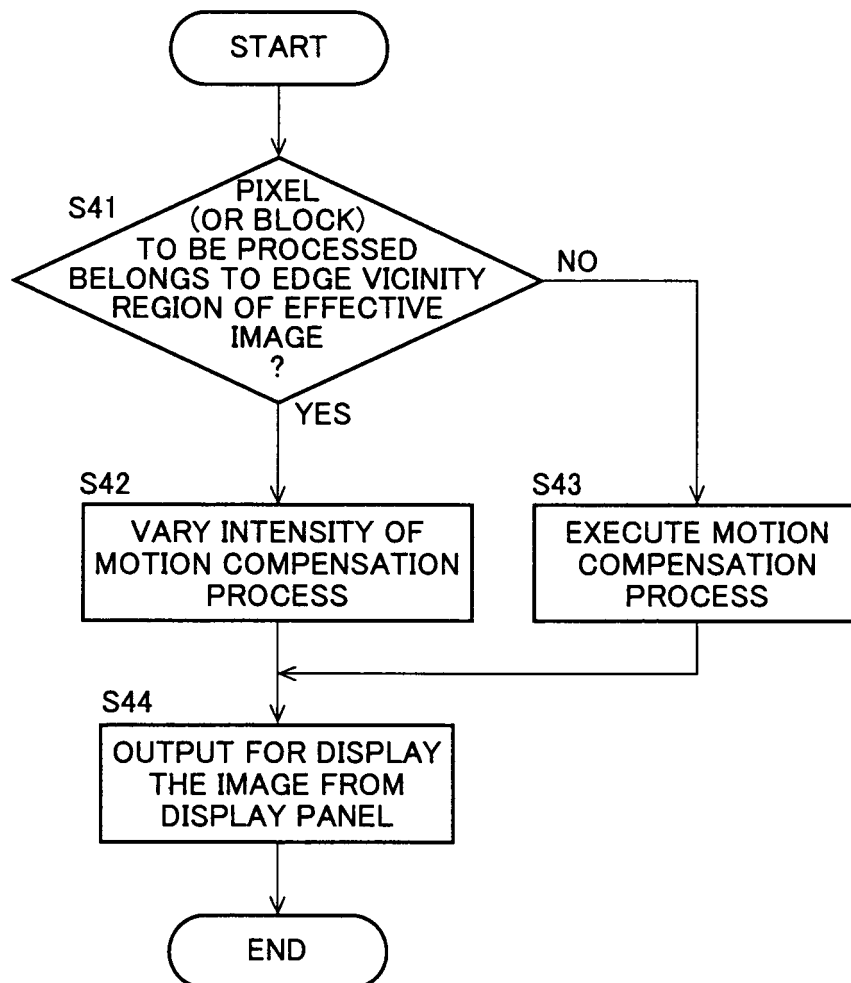 START
S41
PIXEL
(OR BLOCK)
TO BE PROCESSED
BELONGS TO EDGE VICINITY
REGION OF EFFECTIVE
IMAGE
?
NO
YES
S42
VARY INTENSITY OF
MOTION COMPENSATION
PROCESS
S43
EXECUTE MOTION
COMPENSATION
PROCESS
S44
OUTPUT FOR DISPLAY
THE IMAGE FROM
DISPLAY PANEL
END